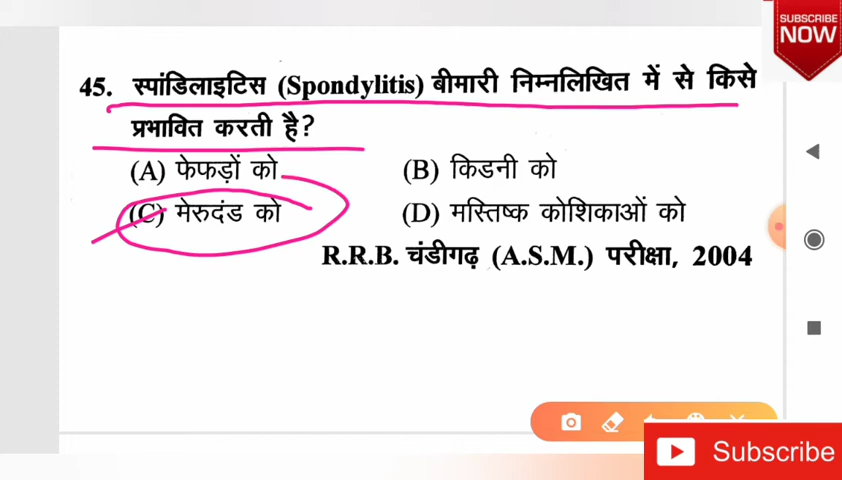 SUBSCRIBE
NOW
45. स्पांडिलाइटिस (Spondylitis) बीमारी निम्नलिखित में से किसे
प्रभावित करती है?
(A) फेफड़ों को
(B) किडनी को
(C) मेरुदंड को
(D) मस्तिष्क कोशिकाओं को
R.R.B. चंडीगढ़ (A.S.M.) परीक्षा, 2004
Subscribe